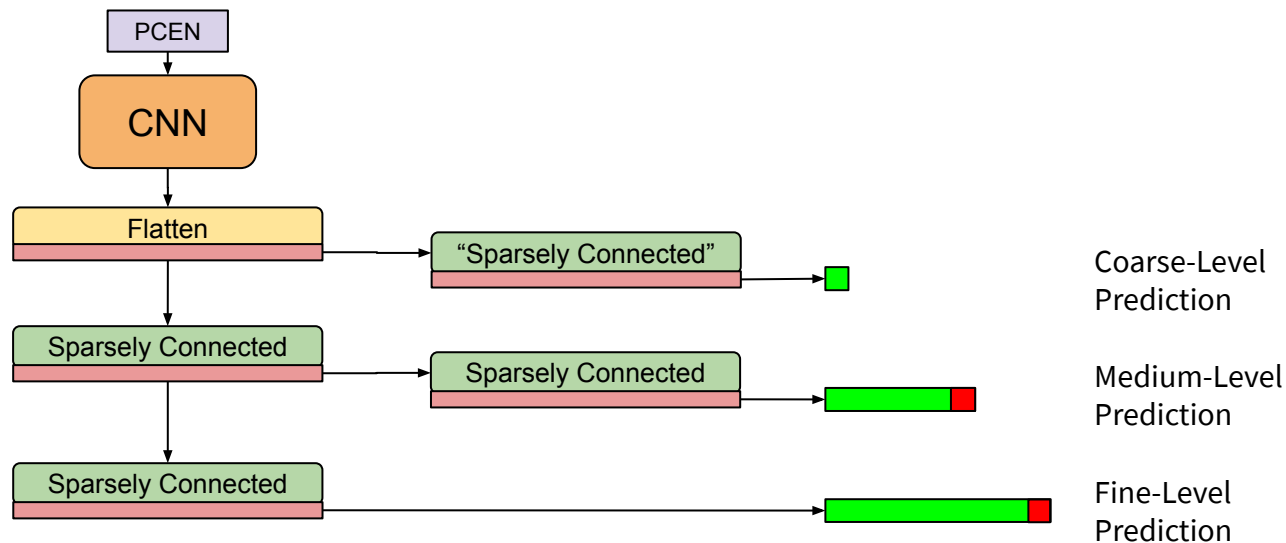 PCEN
CNN
Flatten
“Sparsely Connected”
Coarse-Level
Prediction
Sparsely Connected
Sparsely Connected
Medium-Level
Prediction
Sparsely Connected
Fine-Level
Prediction